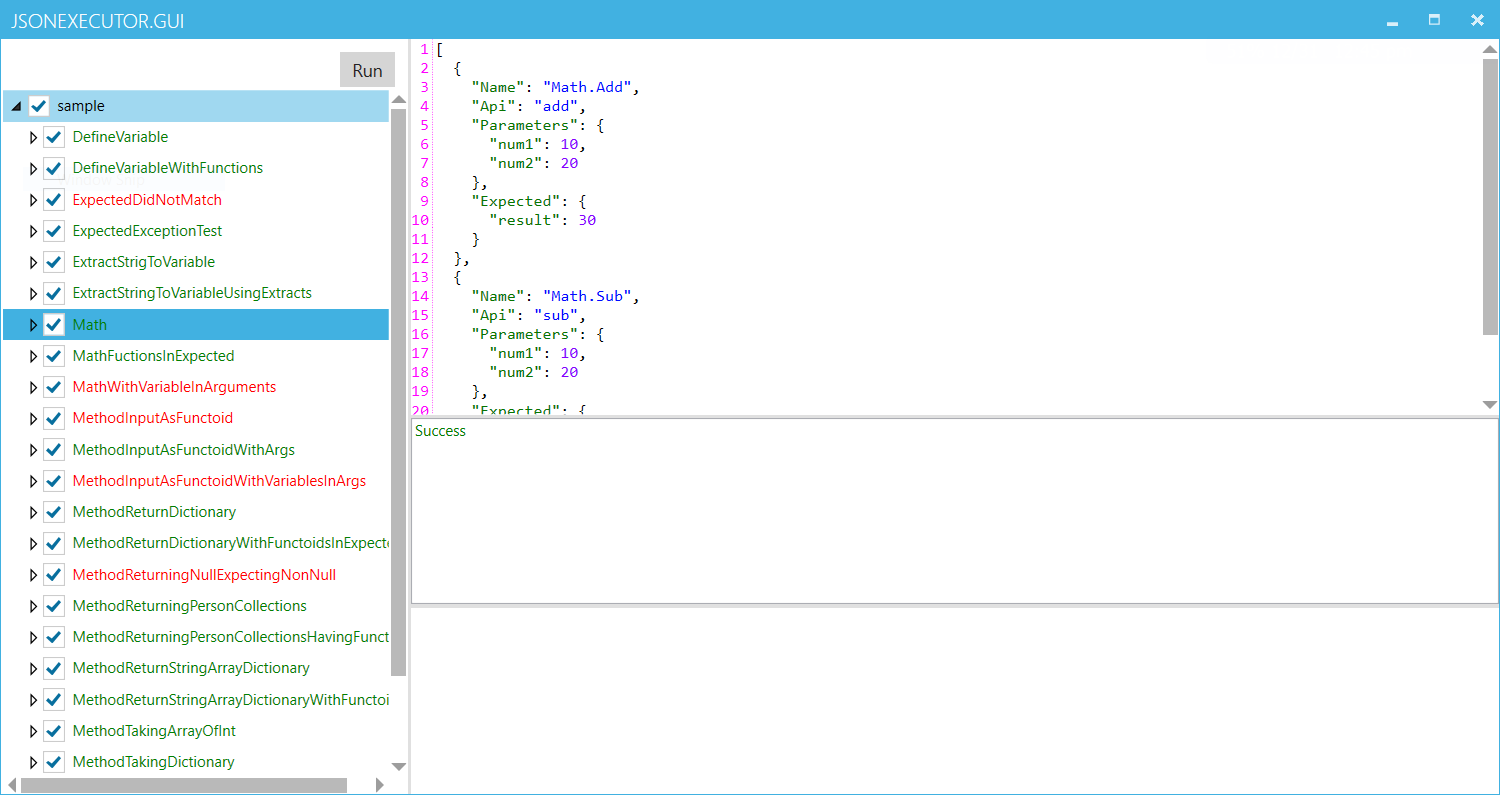 JSONEXECUTOR.GUI
Run
sample
DefineVariable
DefineVariableWithFunctions
ExpectedDidNotMatch
ExpectedExceptionTest
ExtractStrigToVariable
ExtractStringToVariableUsingExtracts
Math
MathFuctionsInExpected
MathWithVariableInArguments
MethodInputAsFunctoid
MethodInputAsFunctoidWithArgs
MethodInputAsFunctoidWithVariablesInArgs
MethodReturnDictionary
MethodReturnDictionaryWithFunctoidsInExpecte
MethodReturningNullExpectingNonNull
MethodReturningPersonCollections
MethodReturningPersonCollectionsHavingFunct
MethodReturnStringArrayDictionary
MethodReturnStringArrayDictionaryWithFunctoi
MethodTakingArrayOfInt
MethodTakingDictionary
1 [
2   {
3     "Name": "Math.Add",
4     "Api": "add",
5     "Parameters": {
6       "num1": 10,
7       "num2": 20
8     },
9     "Expected": {
10       "result": 30
11     }
12   },
13   {
14     "Name": "Math.Sub",
15     "Api": "sub",
16     "Parameters": {
17       "num1": 10,
18       "num2": 20
19     },
20     "Expected": {
Success